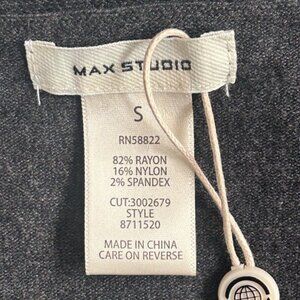 MAX STUDIO
S
RN58822
82% RAYON
16% NYLON
2% SPANDEX
CUT:3002679
STYLE
8711520
MADE IN CHINA
CARE ON REVERSE